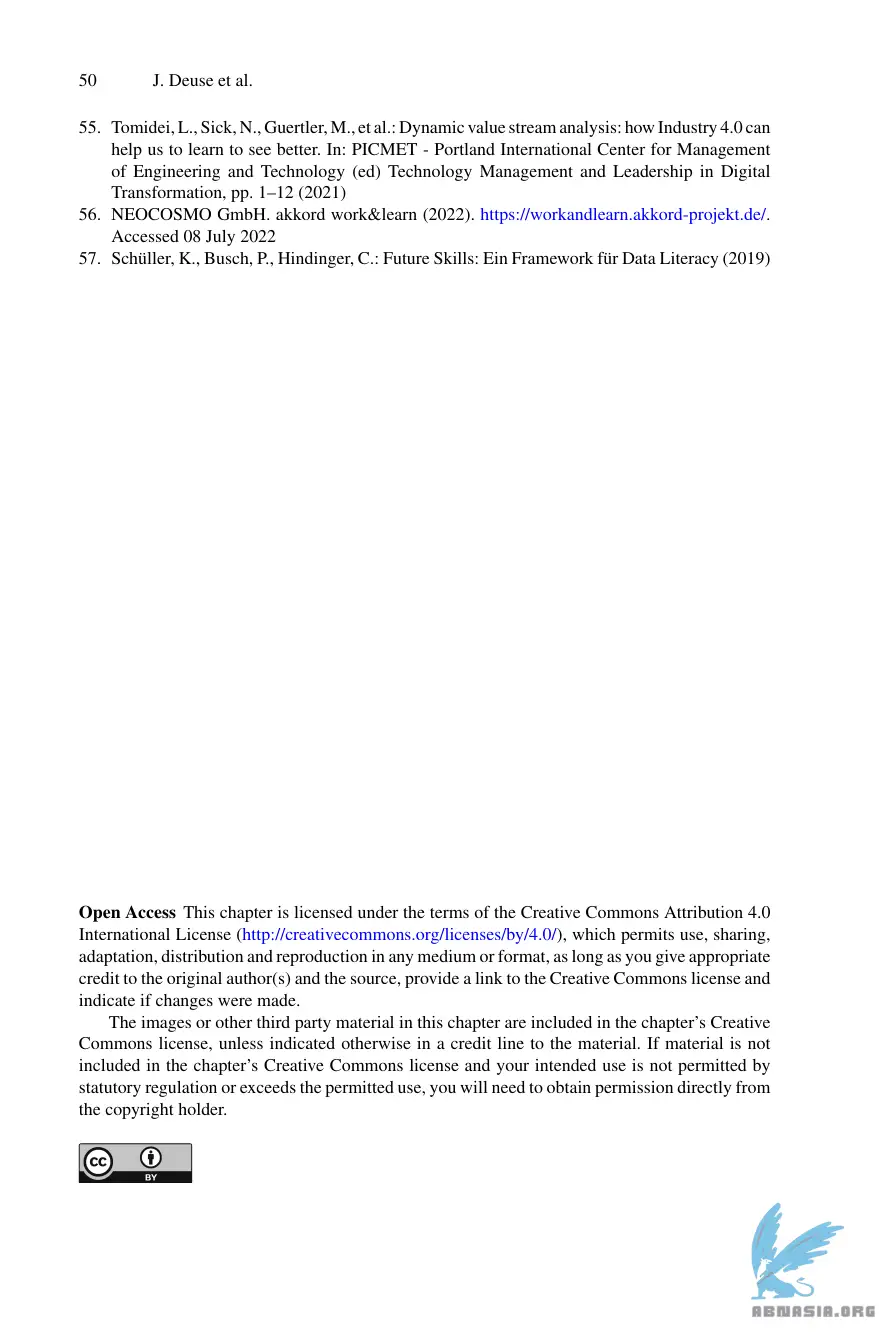 50 J. Deuse et al.
55. Tomidei, L., Sick, N., Guertler, M., et al.: Dynamic value stream analysis: how Industry 4.0 can
help us to learn to see better. In: PICMET - Portland International Center for Management
of Engineering and Technology (ed) Technology Management and Leadership in Digital
Transformation, pp. 1–12 (2021)
56. NEOCOSMO GmbH. akkord work&learn (2022). https://workandlearn.akkord-projekt.de/.
Accessed 08 July 2022
57. Schüller, K., Busch, P., Hindinger, C.: Future Skills: Ein Framework für Data Literacy (2019)
Open Access This chapter is licensed under the terms of the Creative Commons Attribution 4.0
International License (http://creativecommons.org/licenses/by/4.0/), which permits use, sharing,
adaptation, distribution and reproduction in any medium or format, as long as you give appropriate
credit to the original author(s) and the source, provide a link to the Creative Commons license and
indicate if changes were made.
The images or other third party material in this chapter are included in the chapter's Creative
Commons license, unless indicated otherwise in a credit line to the material. If material is not
included in the chapter's Creative Commons license and your intended use is not permitted by
statutory regulation or exceeds the permitted use, you will need to obtain permission directly from
the copyright holder.
cc
BY
ABNASIA.ORG